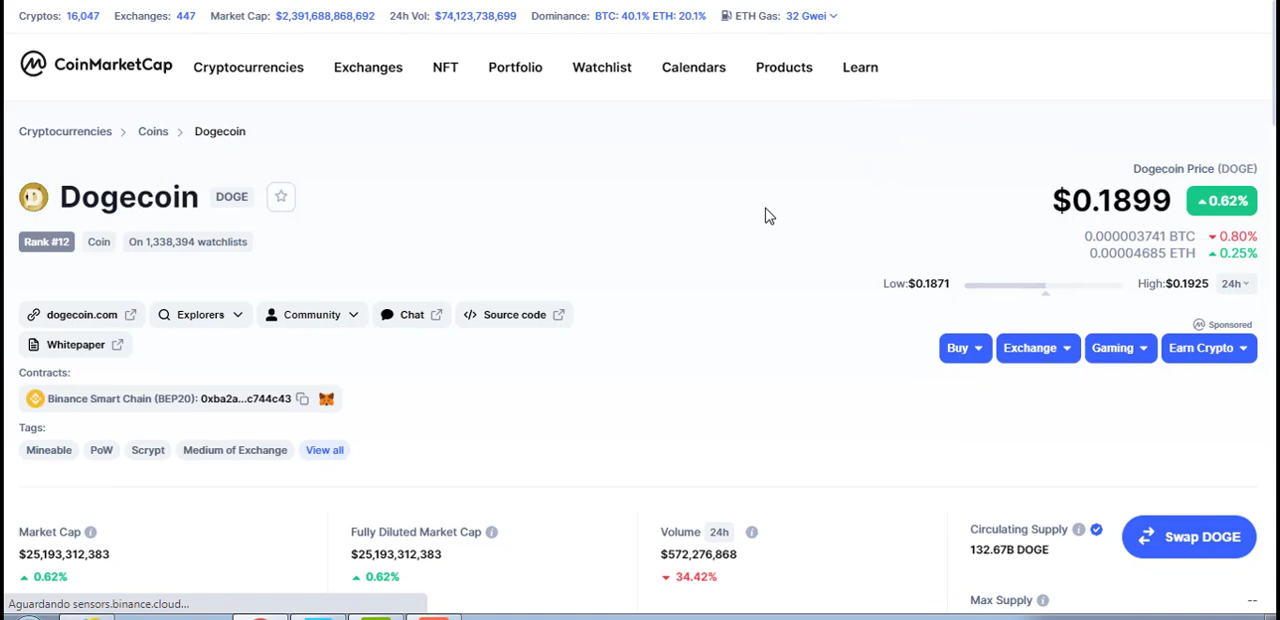 Cryptos: 16,047 Exchanges: 447 Market Cap: $2,391,688,868,692 24h Vol: $74,123,738,699 Dominance: BTC: 40.1% ETH: 20.1% ETH Gas: 32 Gwei
CoinMarketCap Cryptocurrencies Exchanges NFT Portfolio Watchlist Calendars Products Learn
Cryptocurrencies Coins Dogecoin
Dogecoin Price (DOGE)
Dogecoin DOGE $0.1899 0.62%
Rank #12 Coin On 1,338,394 watchlists 0.000003741 BTC 0.80%
0.00004685 ETH 0.25%
Low:$0.1871 High:$0.1925 24h
dogecoin.com Explorers Community Chat Source code
Sponsored
Whitepaper Buy Exchange Gaming Earn Crypto
Contracts:
Binance Smart Chain (BEP20): 0xba2a...c744c43
Tags:
Mineable PoW Scrypt Medium of Exchange View all
Market Cap Fully Diluted Market Cap Volume 24h Circulating Supply Swap DOGE
$25,193,312,383 $25,193,312,383 $572,276,868 132.67B DOGE
0.62% 0.62% 34.42%
Max Supply --
Aguardando sensors.binance.cloud...